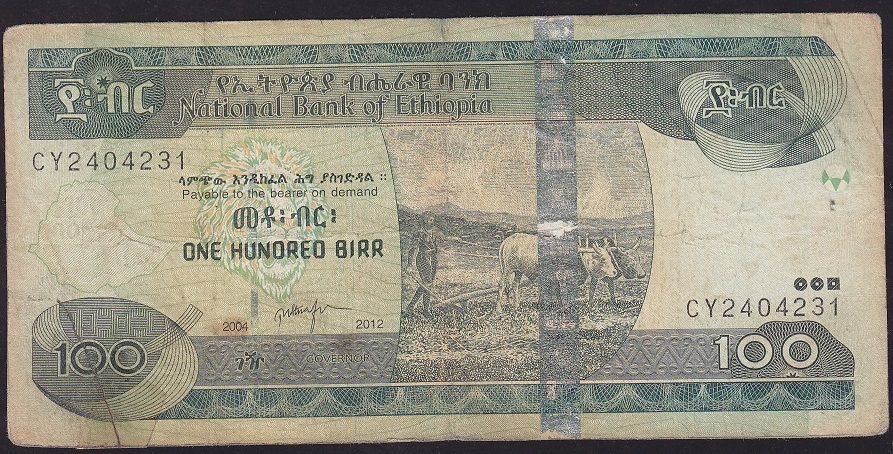 ፻፡ብር
የኢትዮጵያ ብሔራዊ ባንክ
National Bank of Ethiopia
፻፡ብር
CY2404231
ላምጭው እንዲከፈል ሕግ ያስገድዳል ።
Payable to the bearer on demand
መቶ፡ ብር፡
ONE HUNDRED BIRR
CY2404231
2004 2012
ገዥ GOVERNOR
100
100